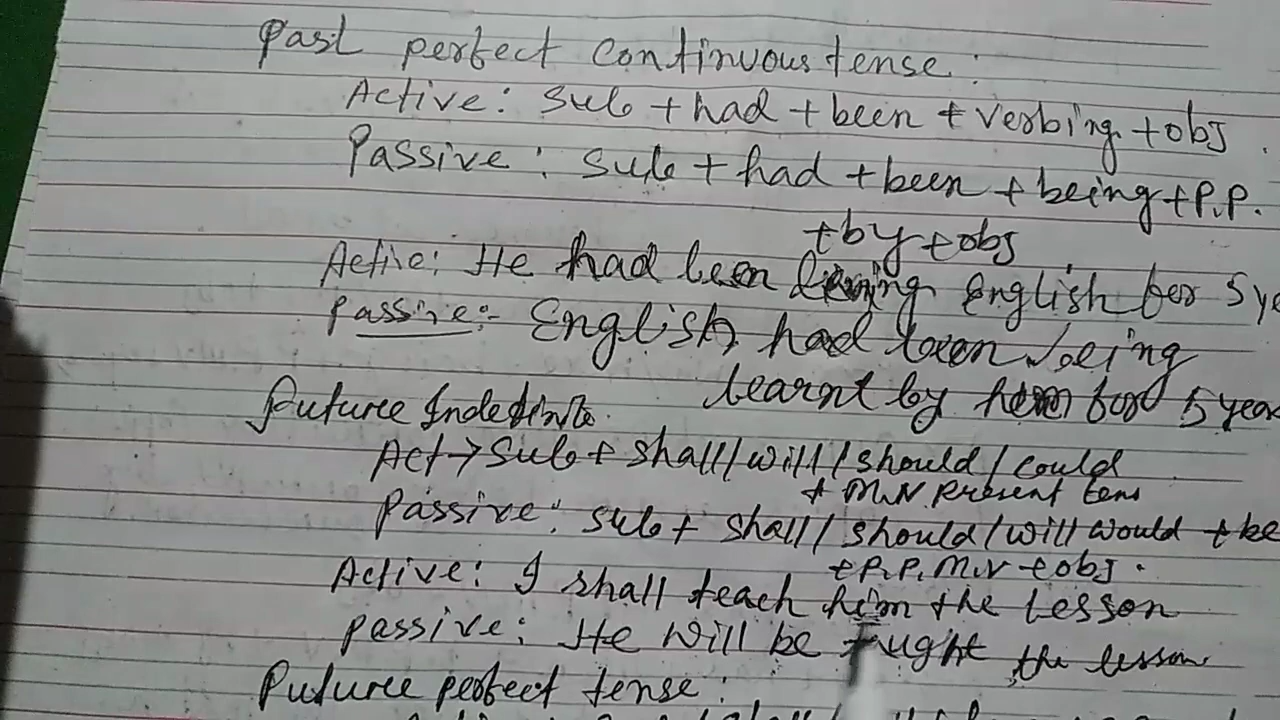 Past perfect continuous tense:
Active: Sub + had + been + verbing + obj.
Passive: Sub + had + been + being + P.P.
+ by + obj
Active: He had been English for 5 ye
Passive:- English had been being
learnt by him for 5 year
Future Indefinite.
Act → Sub + shall/will/should/could
+ M.V. Present tens
Passive: sub + shall/should/will/would + be
+ P.P. M.V + obj.
Active: I shall teach him the Lesson
Passive: He will be taught the lesson
Future perfect tense: